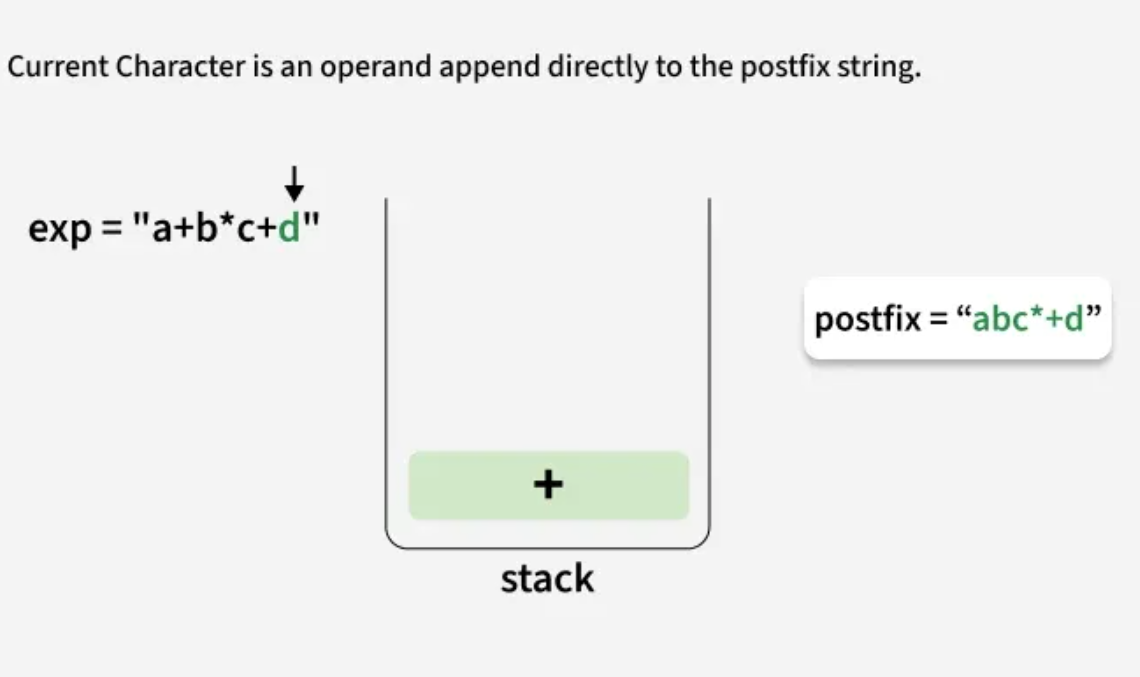 Current Character is an operand append directly to the postfix string.
exp = "a+b*c+d"
postfix = “abc*+d”
+
stack